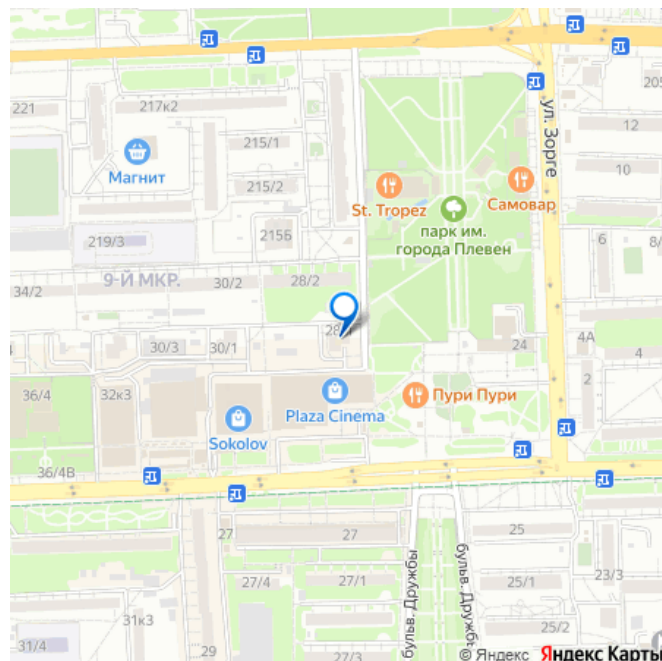 221
217к2
205
ул. Зорге
12
215/1
Магнит
10
215/2
St. Tropez
Самовар
парк им.
города Плевен
219/3
215Б
6
9-Й МКР.
30/2
28/2
34/2
30/3
30/1
24
4А
4
36/4
32к3
2
Plaza Cinema
Пури Пури
Sokolov
36/4В
27
27
25
бульв. Дружбы
бульв. Дружбы
27/4
27/1
25/1
23/3
31к3
25/2
31/4
29
27/3
© Яндекс Яндекс Карты